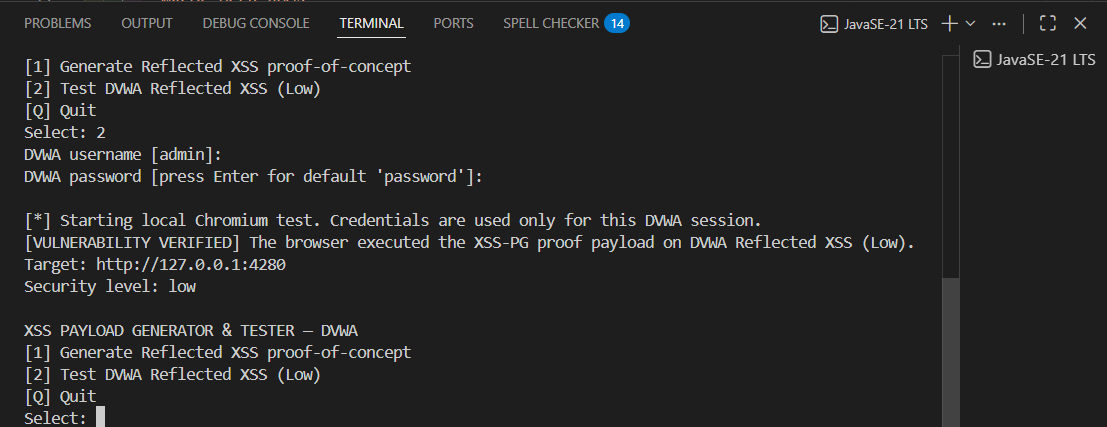 PROBLEMS OUTPUT DEBUG CONSOLE TERMINAL PORTS SPELL CHECKER 14 JavaSE-21 LTS
JavaSE-21 LTS
[1] Generate Reflected XSS proof-of-concept
[2] Test DVWA Reflected XSS (Low)
[Q] Quit
Select: 2
DVWA username [admin]:
DVWA password [press Enter for default 'password']:
[*] Starting local Chromium test. Credentials are used only for this DVWA session.
[VULNERABILITY VERIFIED] The browser executed the XSS-PG proof payload on DVWA Reflected XSS (Low).
Target: http://127.0.0.1:4280
Security level: low
XSS PAYLOAD GENERATOR & TESTER — DVWA
[1] Generate Reflected XSS proof-of-concept
[2] Test DVWA Reflected XSS (Low)
[Q] Quit
Select: